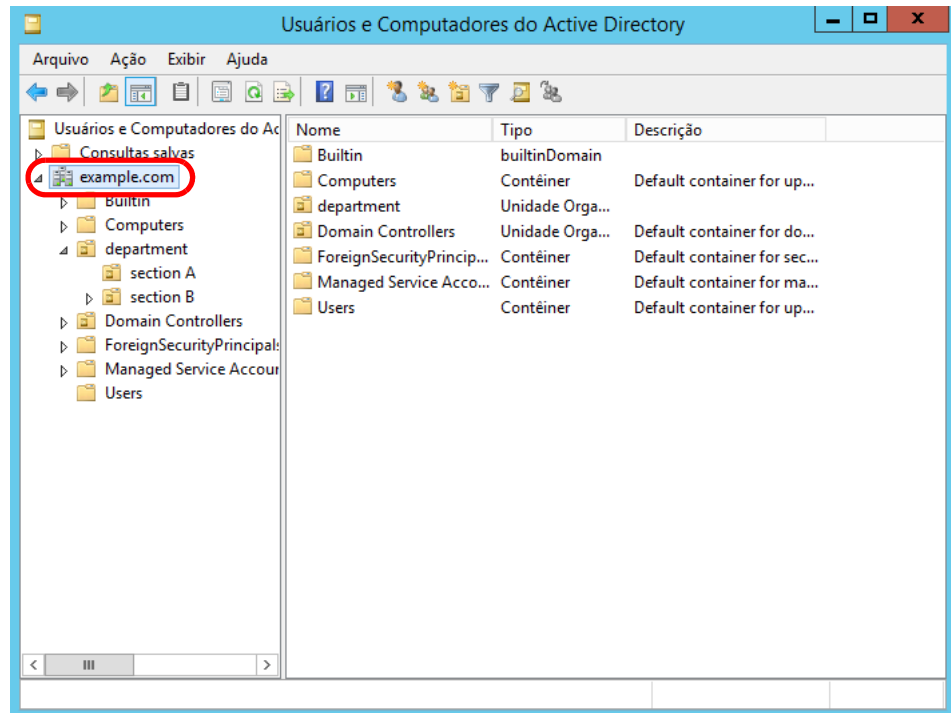 Usuários e Computadores do Active Directory
Arquivo Ação Exibir Ajuda
Usuários e Computadores do Ac
Consultas salvas
example.com
Builtin
Computers
department
section A
section B
Domain Controllers
ForeignSecurityPrincipals
Managed Service Accour
Users
Nome Tipo Descrição
Builtin builtinDomain
Computers Contêiner Default container for up...
department Unidade Orga...
Domain Controllers Unidade Orga... Default container for do...
ForeignSecurityPrincip... Contêiner Default container for sec...
Managed Service Acco... Contêiner Default container for ma...
Users Contêiner Default container for up...